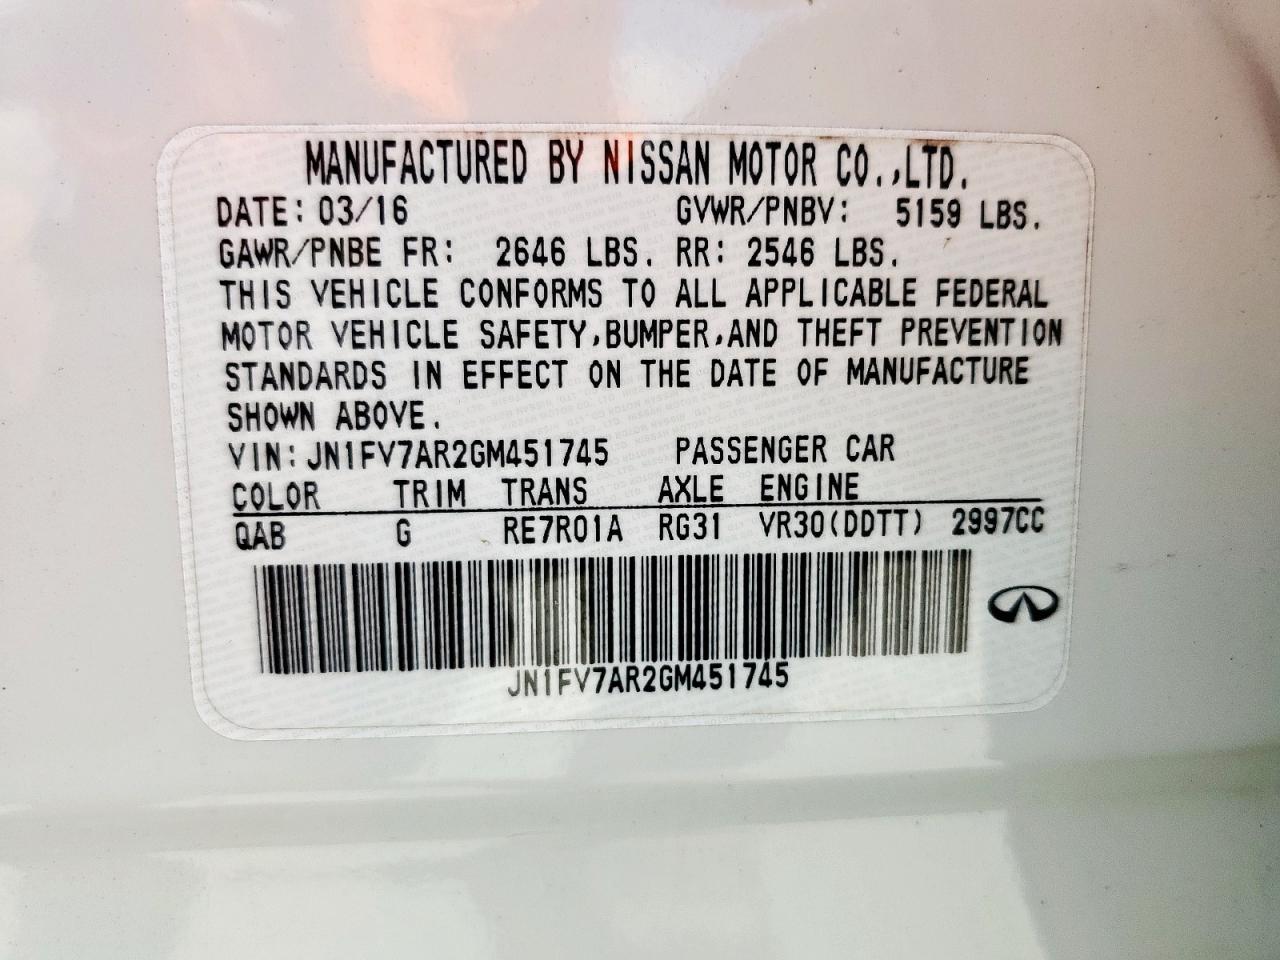 MANUFACTURED BY NISSAN MOTOR CO.,LTD.
DATE: 03/16 GVWR/PNBV: 5159 LBS.
GAWR/PNBE FR: 2646 LBS. RR: 2546 LBS.
THIS VEHICLE CONFORMS TO ALL APPLICABLE FEDERAL
MOTOR VEHICLE SAFETY,BUMPER,AND THEFT PREVENTION
STANDARDS IN EFFECT ON THE DATE OF MANUFACTURE
SHOWN ABOVE.
VIN: JN1FV7AR2GM451745 PASSENGER CAR
COLOR TRIM TRANS AXLE ENGINE
QAB G RE7R01A RG31 VR30(DDTT) 2997CC
JN1FV7AR2GM451745